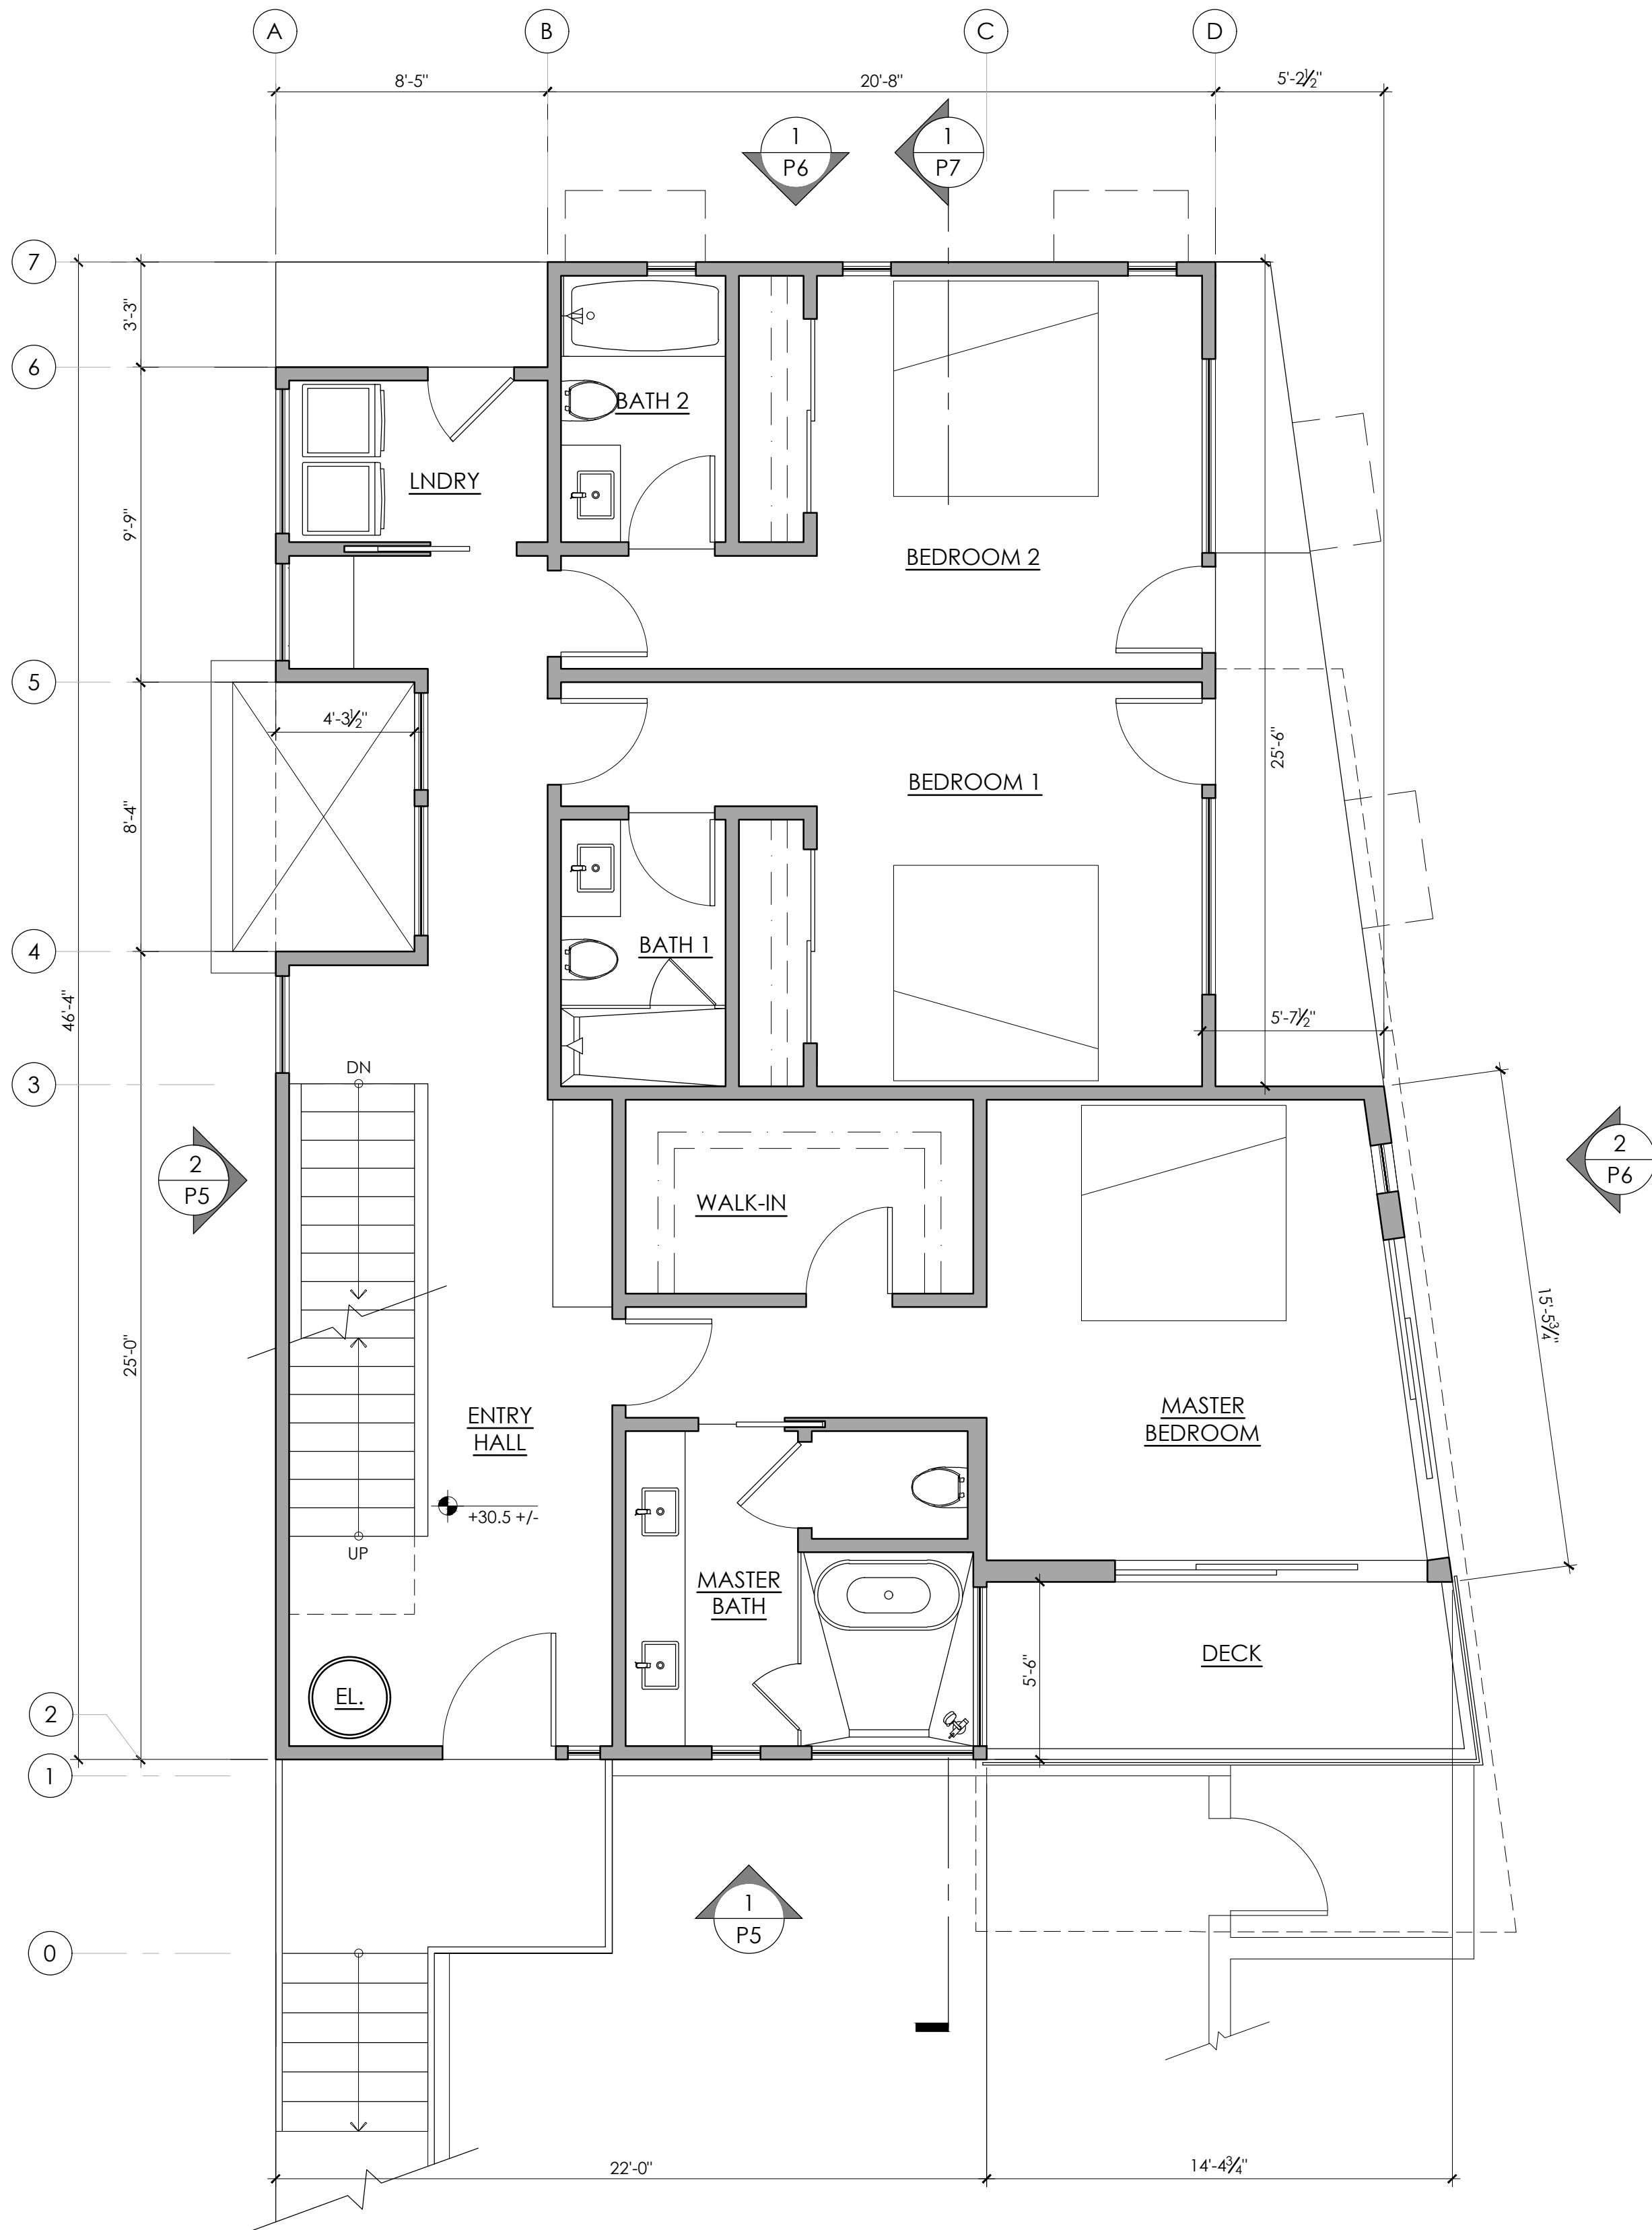 A
B
C
D
8'-5"
20'-8"
5'-2½"
1
P6
1
P7
7
6
5
4
3
2
1
0
3'-3"
9'-9"
8'-4"
46'-4"
25'-0"
BATH 2
LNDRY
BEDROOM 2
4'-3½"
BEDROOM 1
25'-6"
BATH 1
5'-7½"
DN
2
P5
2
P6
WALK-IN
15'-5¾"
ENTRY
HALL
MASTER
BEDROOM
+30.5 +/-
UP
MASTER
BATH
DECK
5'-6"
EL.
1
P5
22'-0"
14'-4¾"